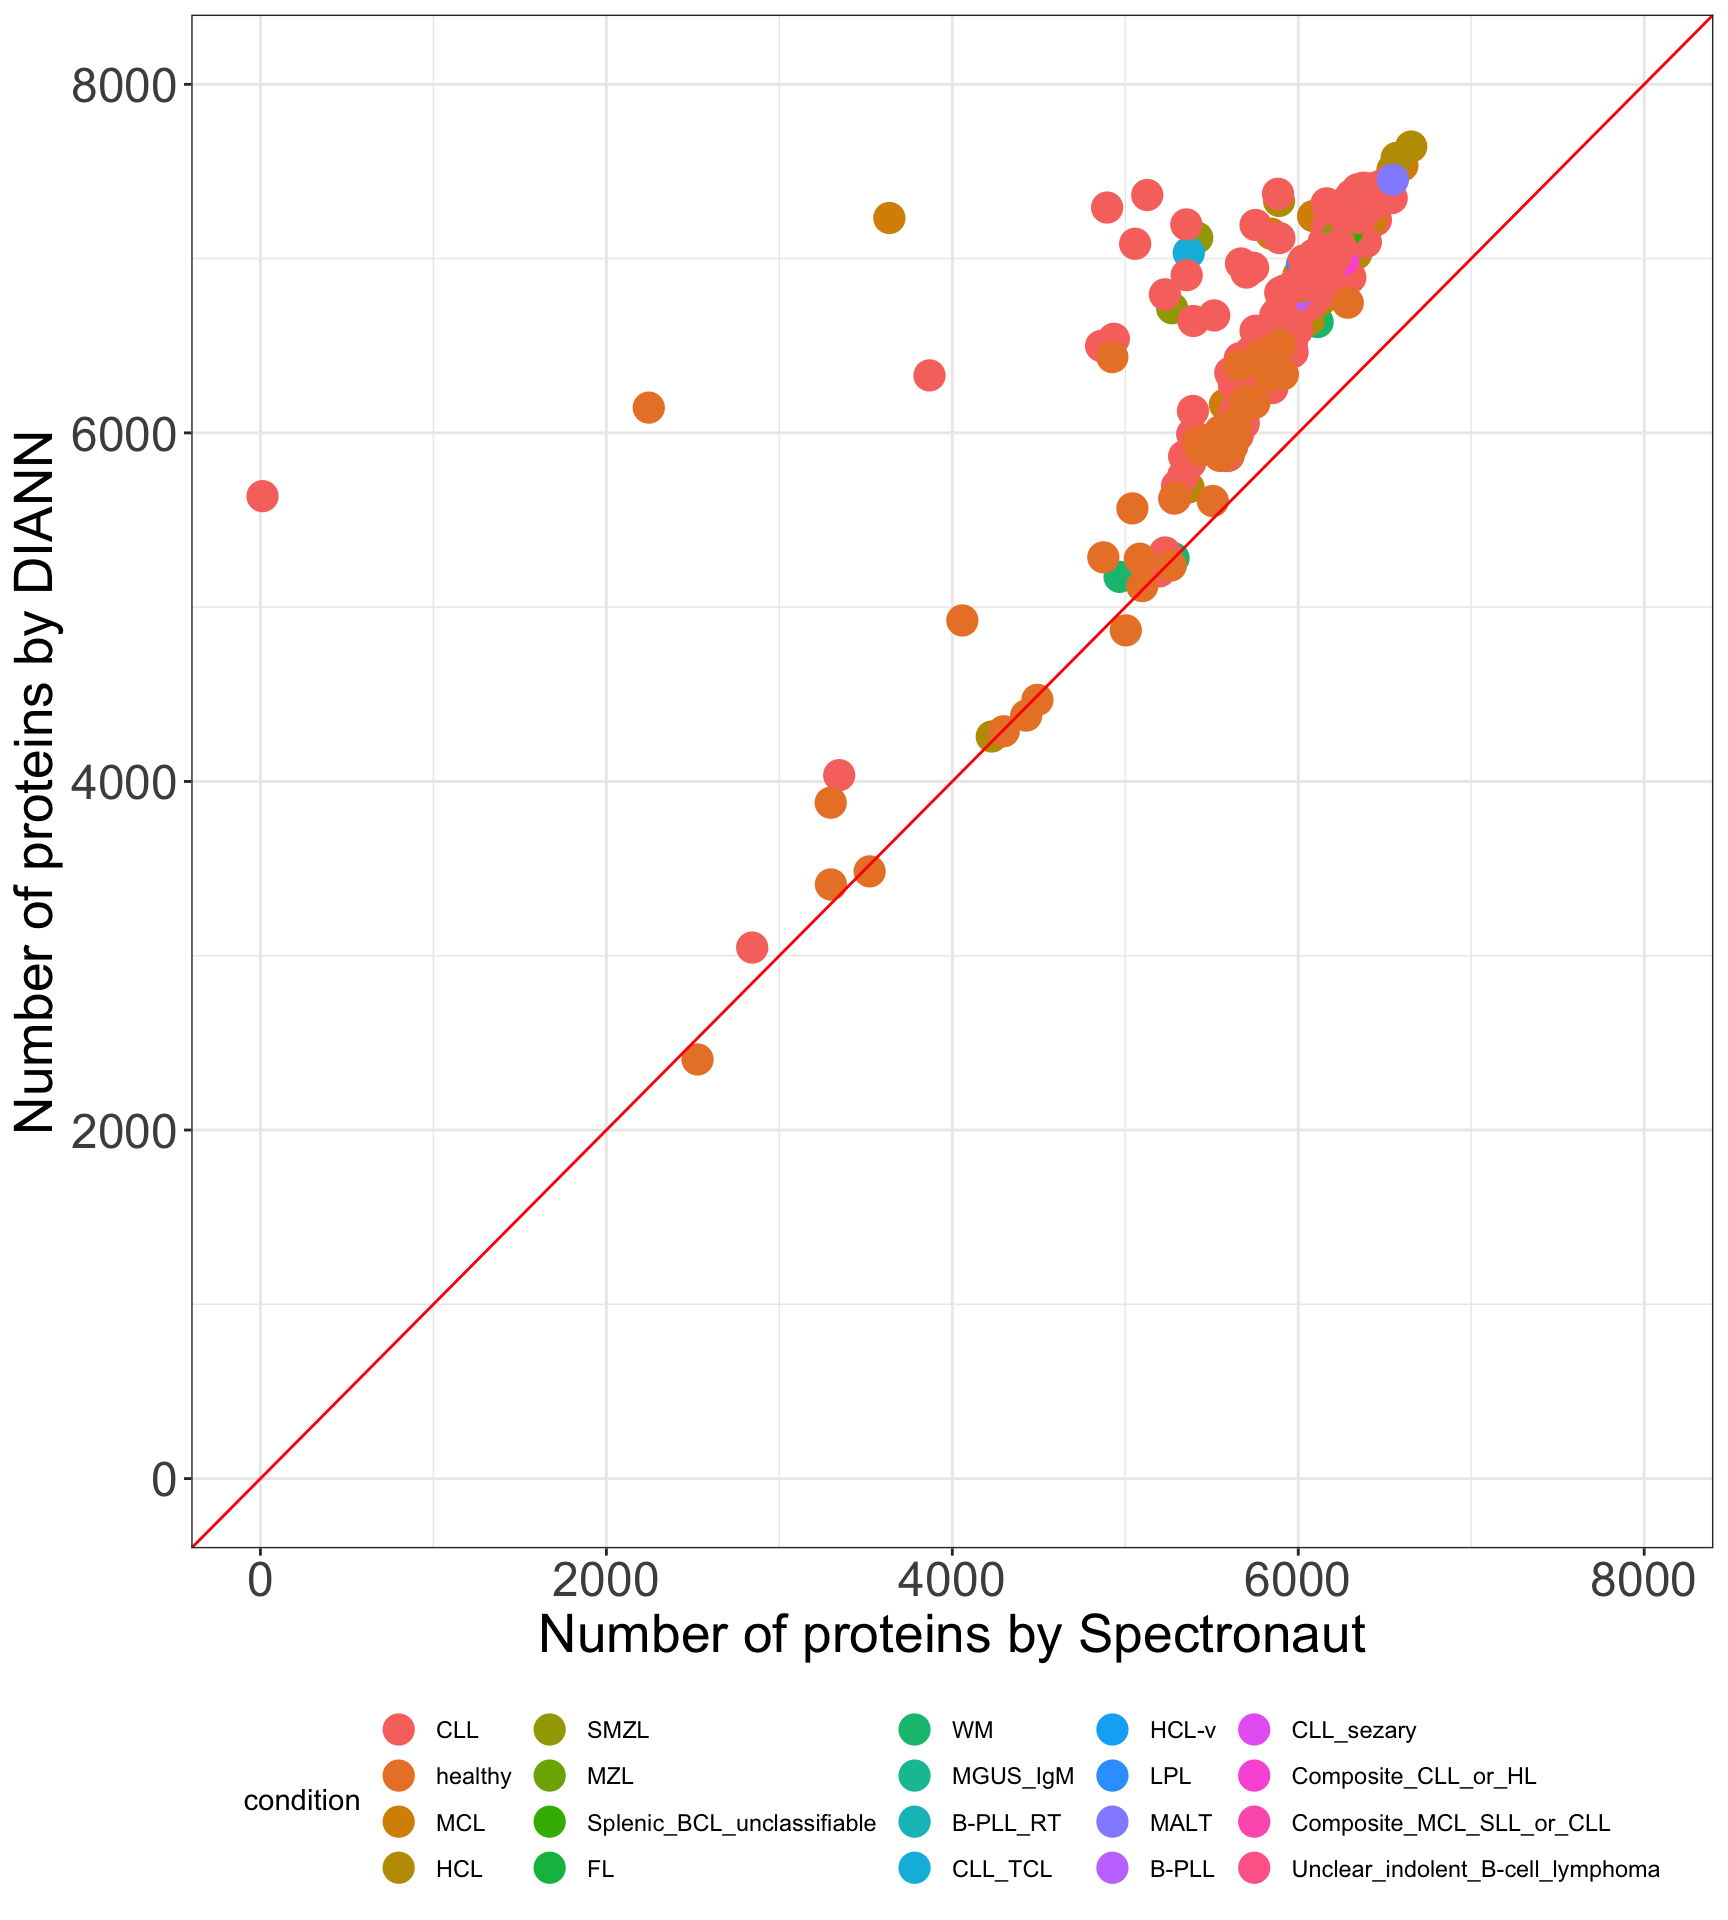 8000
6000
4000
2000
0
Number of proteins by DIANN
0 2000 4000 6000 8000
Number of proteins by Spectronaut
condition
CLL SMZL WM HCL-v CLL_sezary
healthy MZL MGUS_IgM LPL Composite_CLL_or_HL
MCL Splenic_BCL_unclassifiable B-PLL_RT MALT Composite_MCL_SLL_or_CLL
HCL FL CLL_TCL B-PLL Unclear_indolent_B-cell_lymphoma